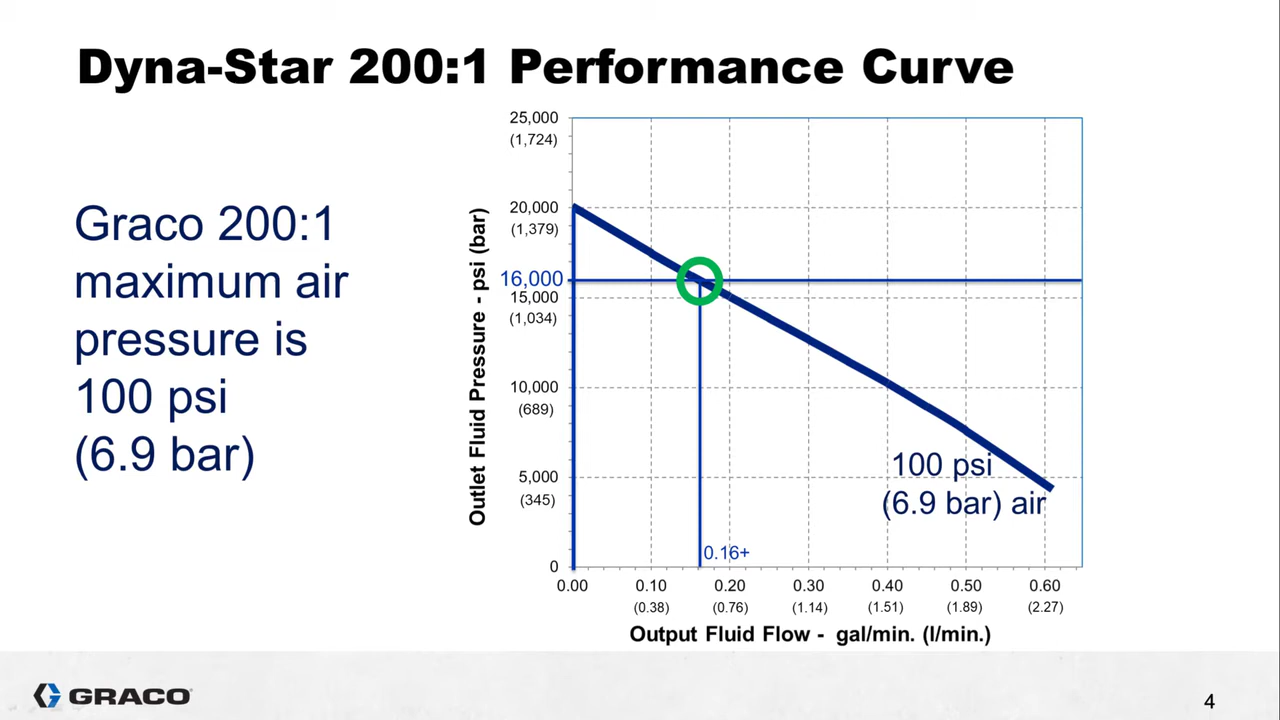 Dyna-Star 200:1 Performance Curve
Graco 200:1
maximum air
pressure is
100 psi
(6.9 bar)
Outlet Fluid Pressure - psi (bar)
25,000
(1,724)
20,000
(1,379)
16,000
15,000
(1,034)
10,000
(689)
5,000
(345)
0
100 psi
(6.9 bar) air
0.16+
0.00 0.10 0.20 0.30 0.40 0.50 0.60
(0.38) (0.76) (1.14) (1.51) (1.89) (2.27)
Output Fluid Flow - gal/min. (l/min.)
GRACO
4